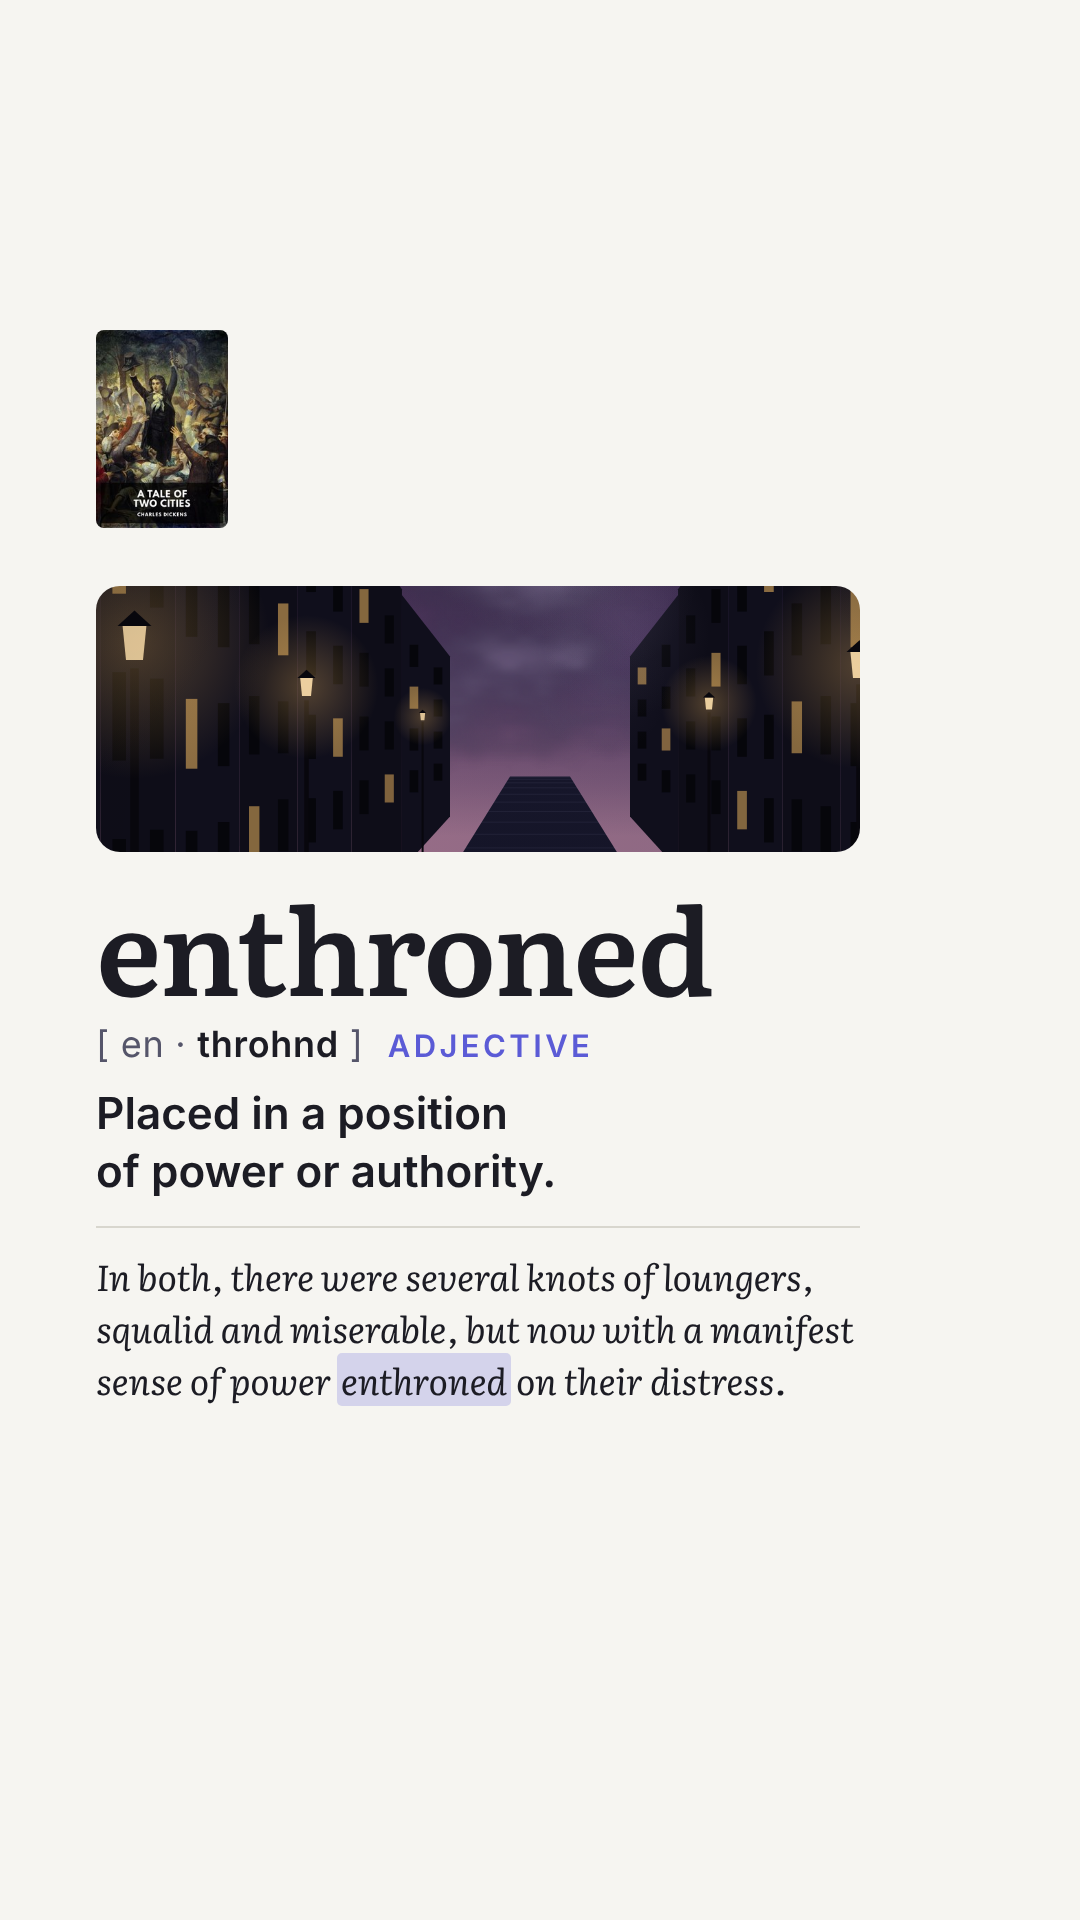 A TALE OF
TWO CITIES
CHARLES DICKENS
enthroned
[ en · throhnd ] ADJECTIVE
Placed in a position
of power or authority.
In both, there were several knots of loungers,
squalid and miserable, but now with a manifest
sense of power enthroned on their distress.